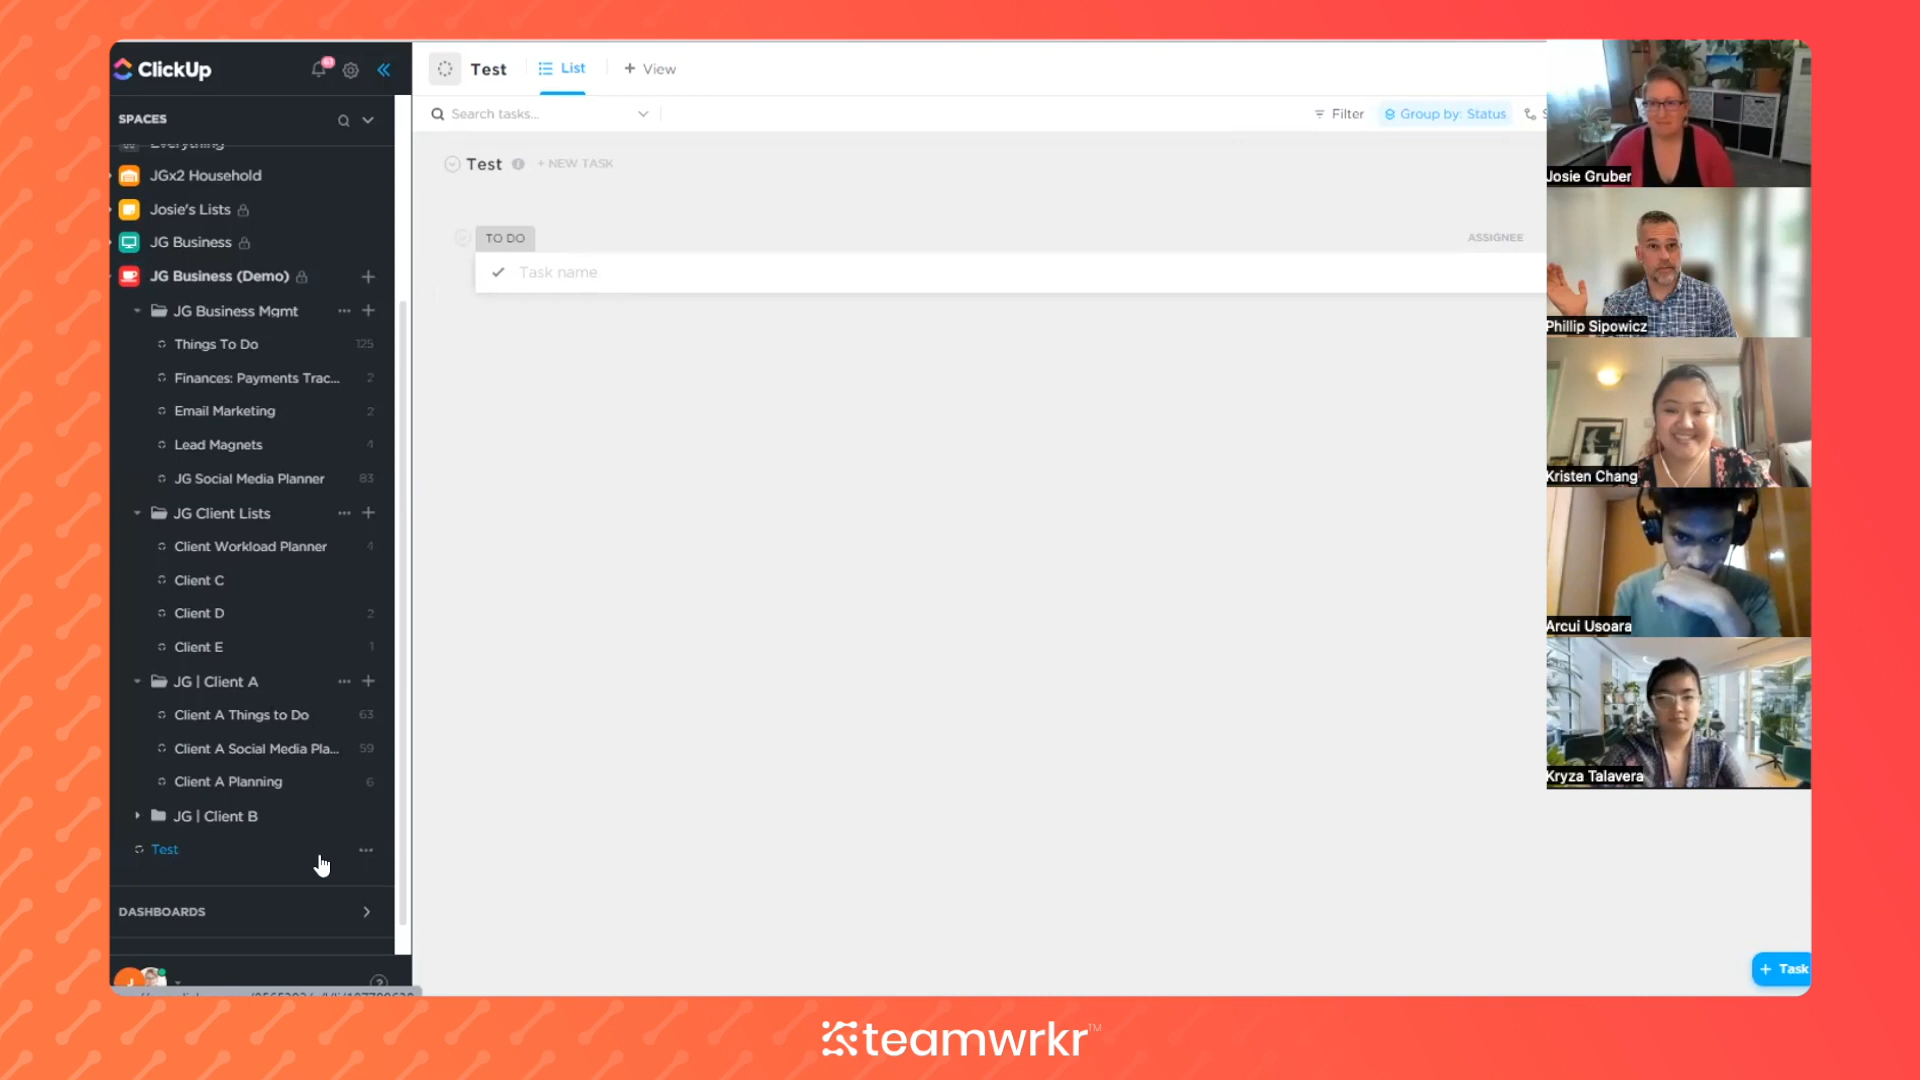 ClickUp
63
SPACES
Everything
JGx2 Household
Josie's Lists
JG Business
JG Business (Demo)
JG Business Mgmt
Things To Do 125
Finances: Payments Trac... 2
Email Marketing 2
Lead Magnets 4
JG Social Media Planner 83
JG Client Lists
Client Workload Planner 4
Client C
Client D 2
Client E 1
JG | Client A
Client A Things to Do 63
Client A Social Media Pla... 59
Client A Planning 6
JG | Client B
Test
DASHBOARDS
J
Test
List
+ View
Search tasks...
Filter
Group by: Status
S
Test + NEW TASK
TO DO
ASSIGNEE
Task name
+ Task
Josie Gruber
Phillip Sipowicz
Kristen Chang
Arcui Usoara
Kryza Talavera
teamwrkr™